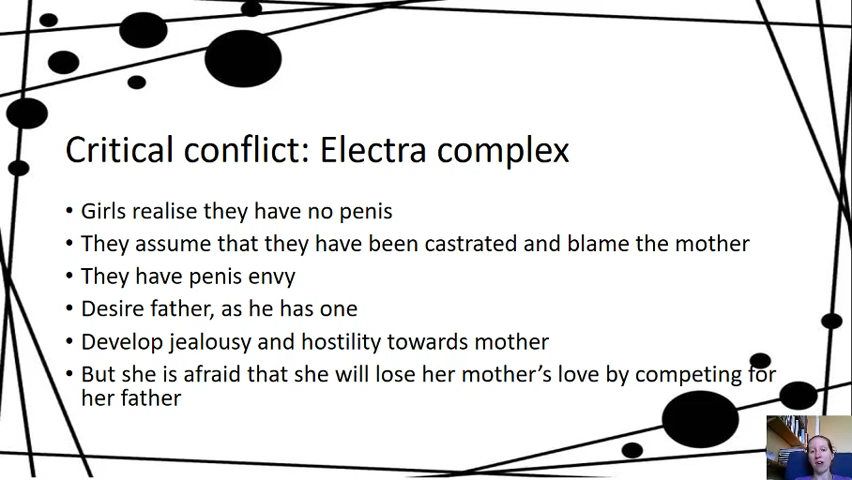 Critical conflict: Electra complex
• Girls realise they have no penis
• They assume that they have been castrated and blame the mother
• They have penis envy
• Desire father, as he has one
• Develop jealousy and hostility towards mother
• But she is afraid that she will lose her mother’s love by competing for
her father